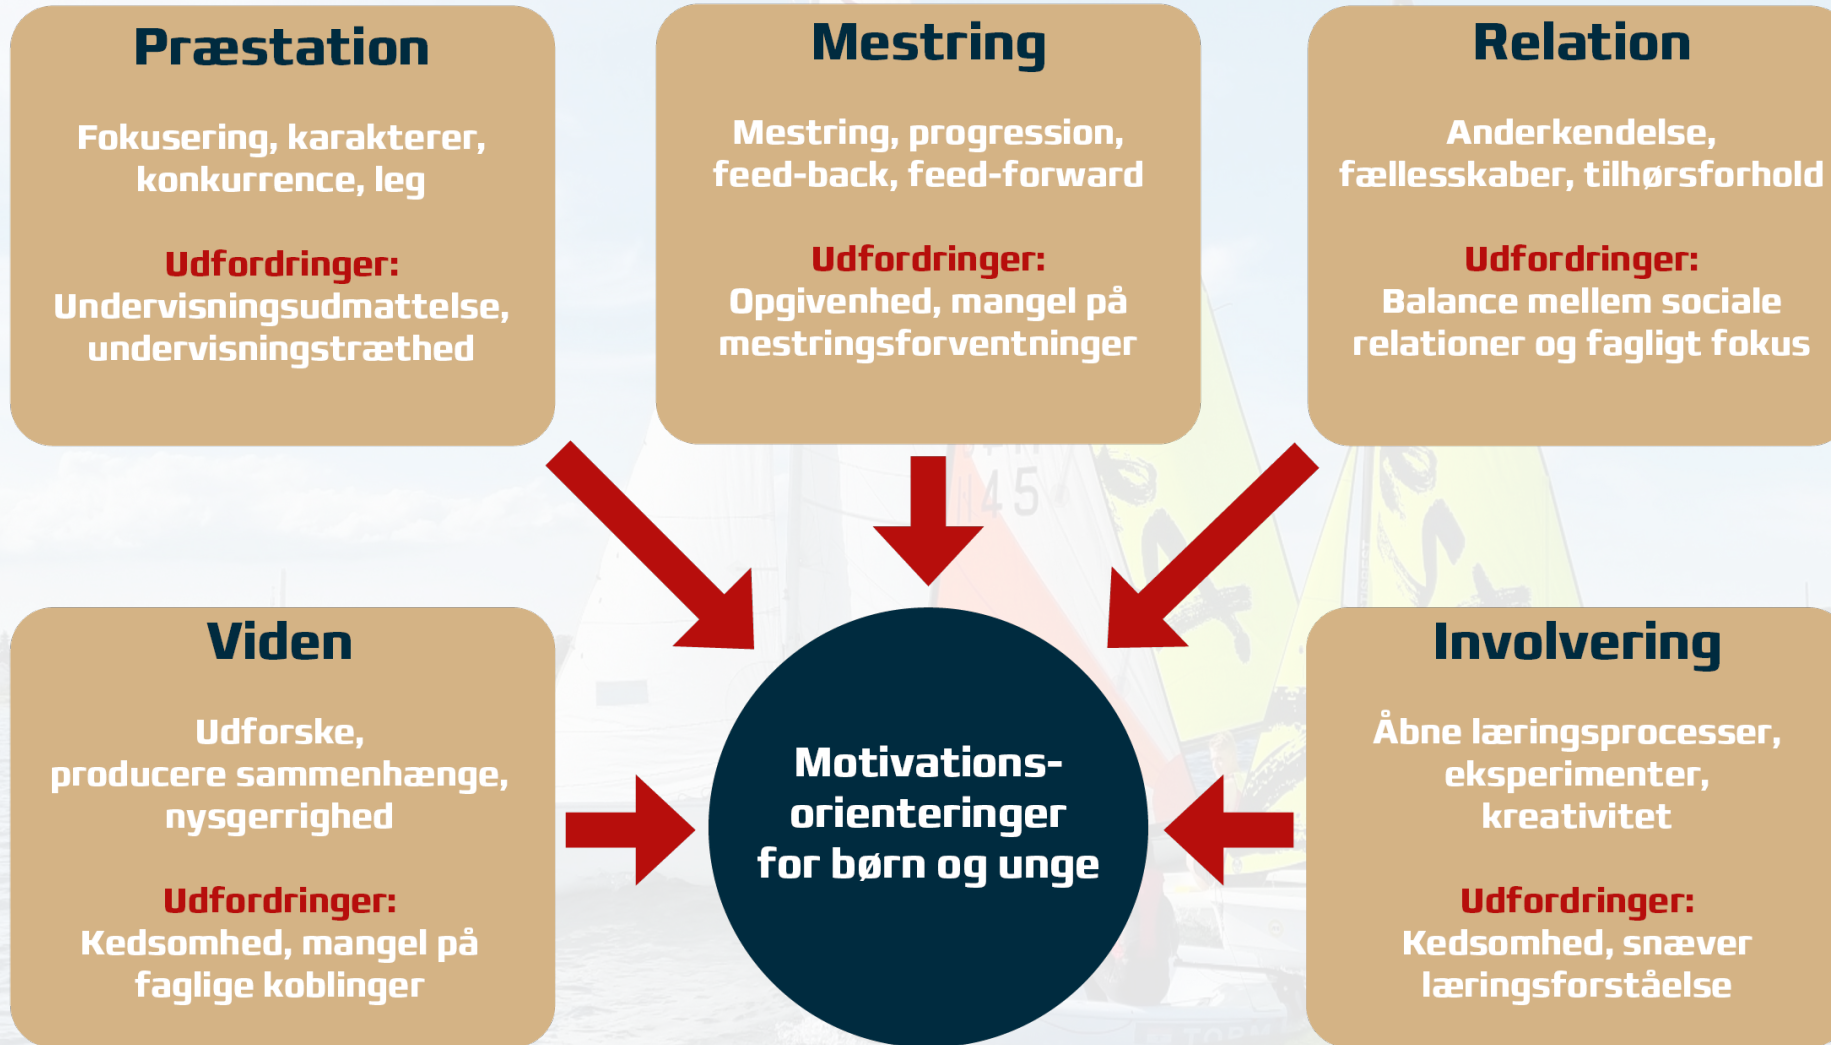 Præstation
Fokusering, karakterer,
konkurrence, leg
Udfordringer:
Undervisningsudmattelse,
undervisningstræthed
Mestring
Mestring, progression,
feed-back, feed-forward
Udfordringer:
Opgivenhed, mangel på
mestringsforventninger
Relation
Anderkendelse,
fællesskaber, tilhørsforhold
Udfordringer:
Balance mellem sociale
relationer og fagligt fokus
45
Viden
Udforske,
producere sammenhænge,
nysgerrighed
Udfordringer:
Kedsomhed, mangel på
faglige koblinger
Motivations-
orienteringer
for børn og unge
Involvering
Åbne læringsprocesser,
eksperimenter,
kreativitet
Udfordringer:
Kedsomhed, snæver
læringsforståelse